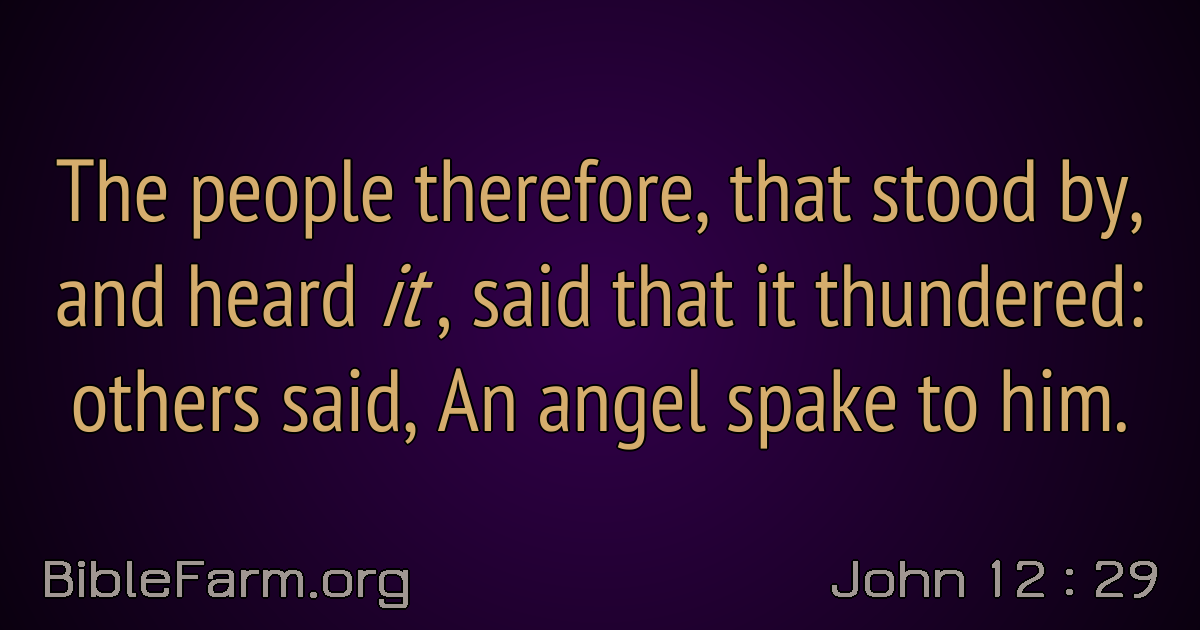 The people therefore, that stood by,
and heard it, said that it thundered:
others said, An angel spake to him.
BibleFarm.org
John 12 : 29